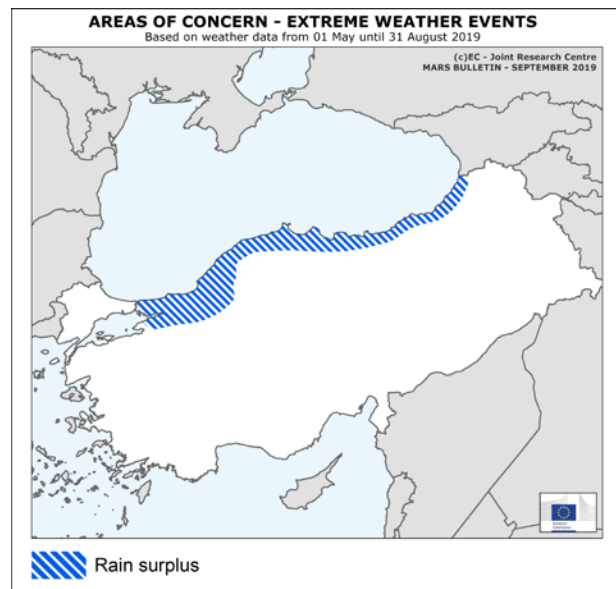 AREAS OF CONCERN - EXTREME WEATHER EVENTS
Based on weather data from 01 May until 31 August 2019
(c)EC - Joint Research Centre
MARS BULLETIN - SEPTEMBER 2019
Rain surplus